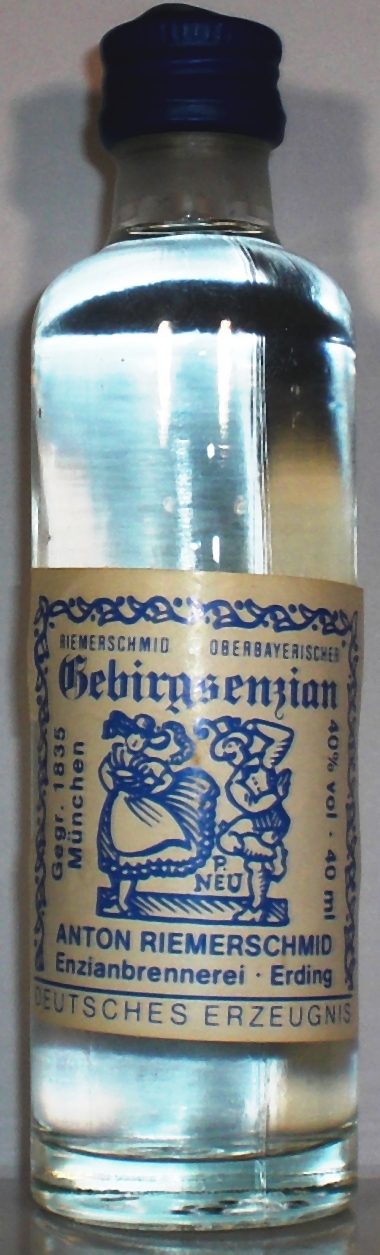 RIEMERSCHMID OBERBAYERISCHER
Gebirgsenzian
Gegr. 1835
München
40% vol · 40 ml
P.
NEU
ANTON RIEMERSCHMID
Enzianbrennerei · Erding
DEUTSCHES ERZEUGNIS